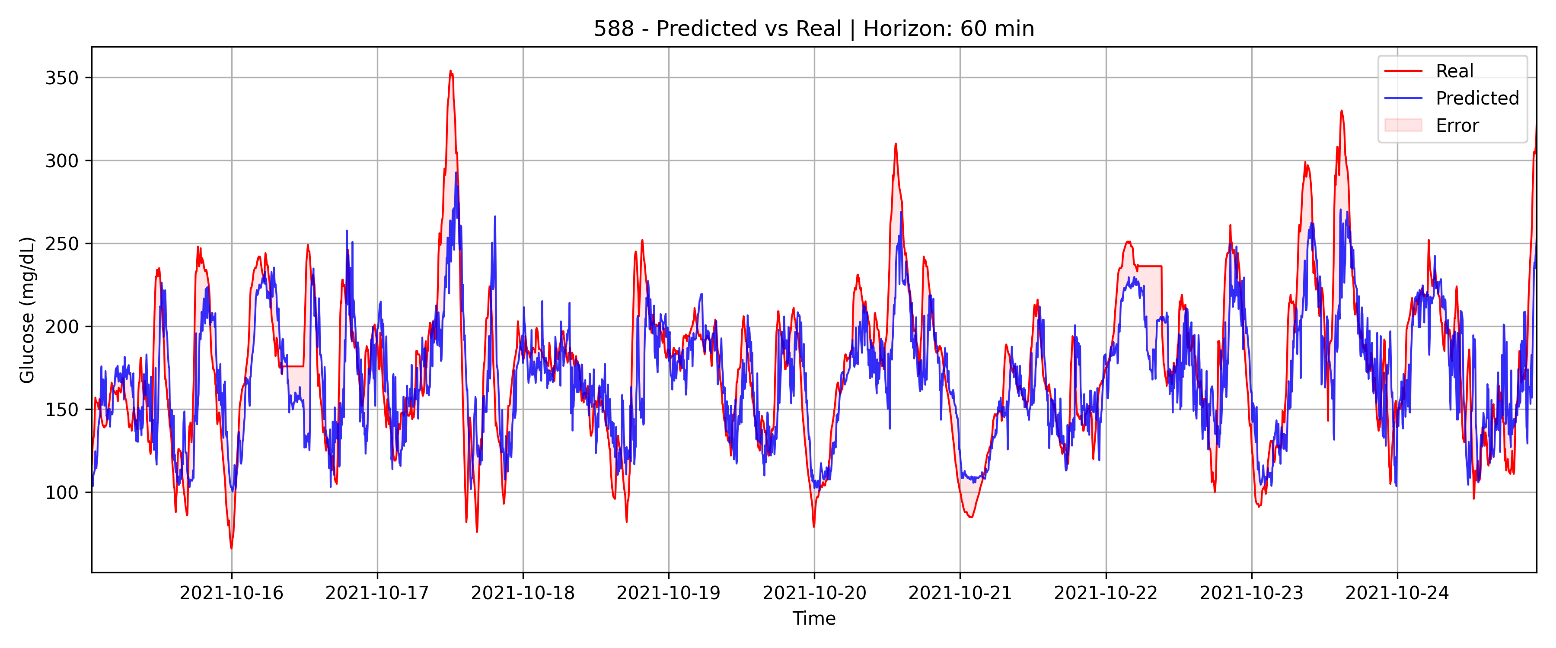 588 - Predicted vs Real | Horizon: 60 min
Real
Predicted
Error
Glucose (mg/dL)
350
300
250
200
150
100
2021-10-16
2021-10-17
2021-10-18
2021-10-19
2021-10-20
2021-10-21
2021-10-22
2021-10-23
2021-10-24
Time